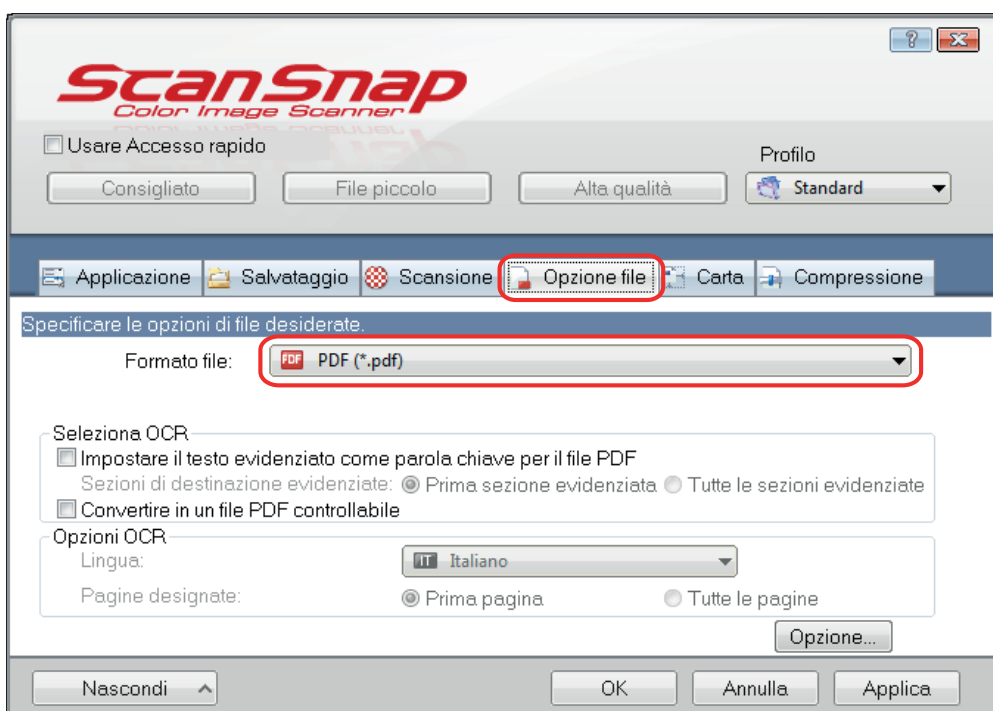 ScanSnap
Color Image Scanner
Usare Accesso rapido
Profilo
Consigliato File piccolo Alta qualità Standard
Applicazione Salvataggio Scansione Opzione file Carta Compressione
Specificare le opzioni di file desiderate.
Formato file: PDF PDF (*.pdf)
Seleziona OCR
Impostare il testo evidenziato come parola chiave per il file PDF
Sezioni di destinazione evidenziate: Prima sezione evidenziata Tutte le sezioni evidenziate
Convertire in un file PDF controllabile
Opzioni OCR
Lingua: IT Italiano
Pagine designate: Prima pagina Tutte le pagine
Opzione...
Nascondi OK Annulla Applica